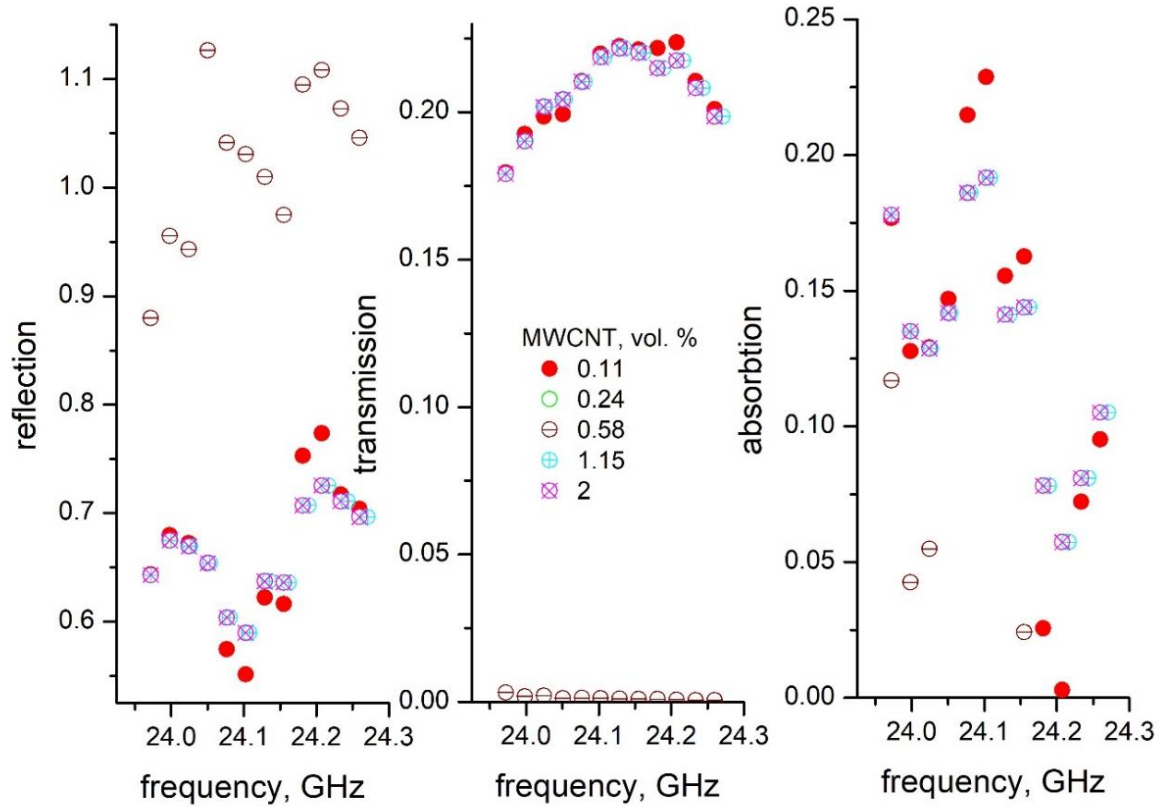 reflection
1.1
1.0
0.9
0.8
0.7
0.6
24.0 24.1 24.2 24.3
frequency, GHz
transmission
0.20
0.15
0.10
0.05
0.00
24.0 24.1 24.2 24.3
frequency, GHz
MWCNT, vol. %
0.11
0.24
0.58
1.15
2
absorbtion
0.25
0.20
0.15
0.10
0.05
0.00
24.0 24.1 24.2 24.3
frequency, GHz